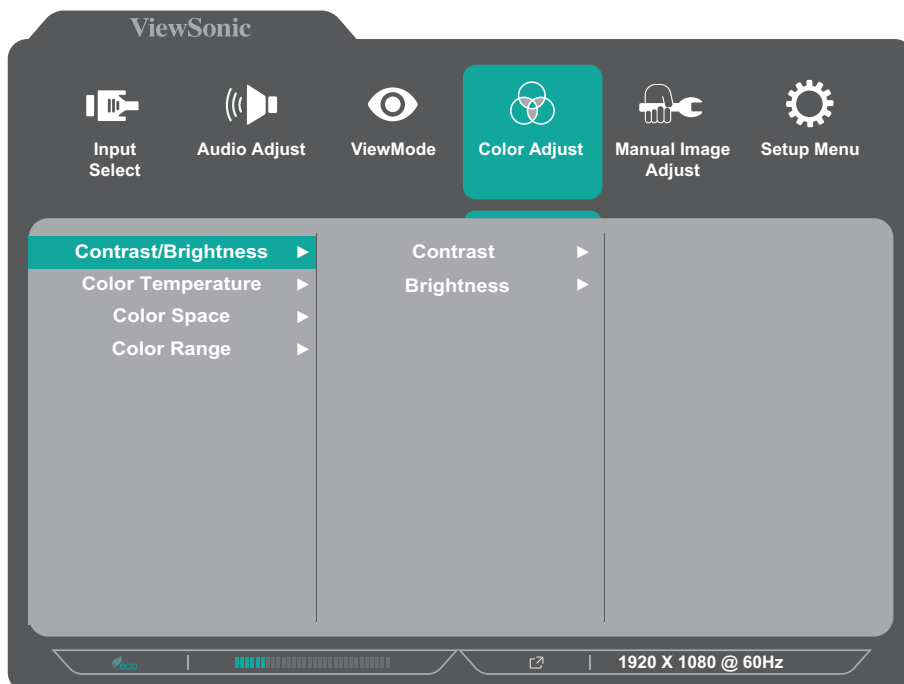 ViewSonic
Input
Select
Audio Adjust
ViewMode
Color Adjust
Manual Image
Adjust
Setup Menu
Contrast/Brightness
Color Temperature
Color Space
Color Range
Contrast
Brightness
eco
1920 X 1080 @ 60Hz